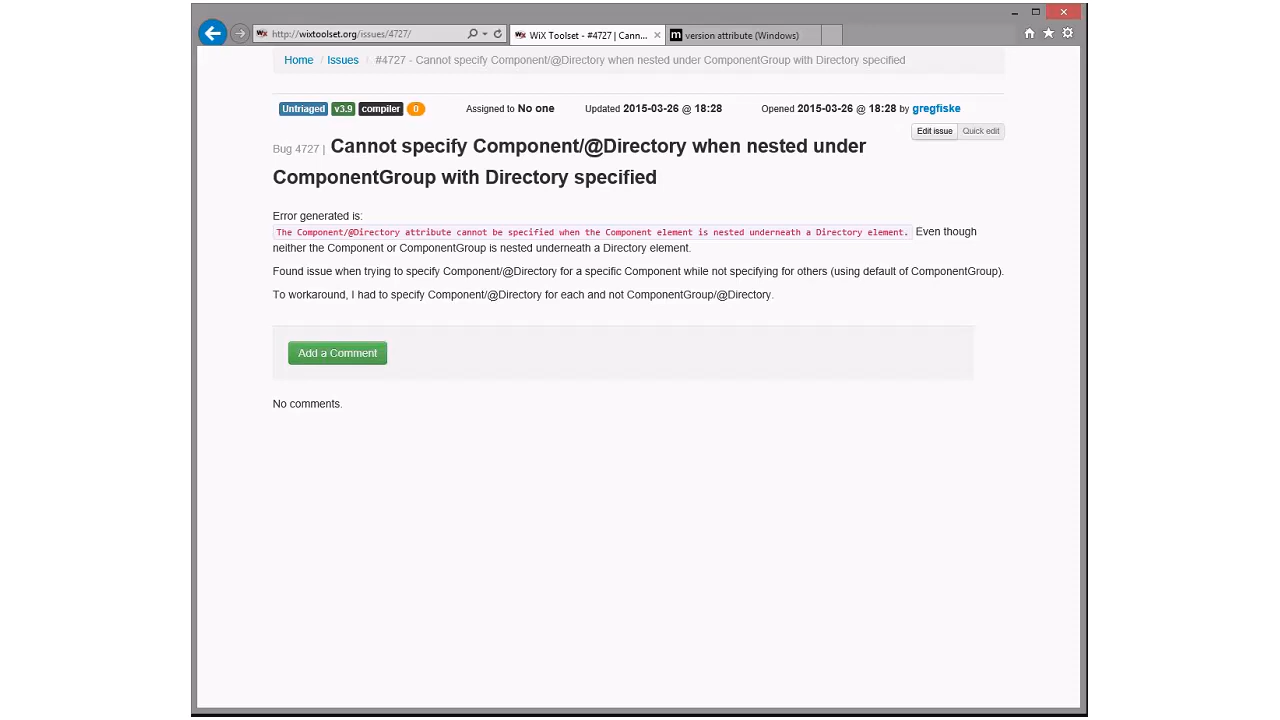 http://wixtoolset.org/issues/4727/
WiX Toolset - #4727 | Cann...
version attribute (Windows)
Home / Issues / #4727 - Cannot specify Component/@Directory when nested under ComponentGroup with Directory specified
Untriaged v3.9 compiler 0 Assigned to No one Updated 2015-03-26 @ 18:28 Opened 2015-03-26 @ 18:28 by gregfiske
Edit issue Quick edit
Bug 4727 | Cannot specify Component/@Directory when nested under
ComponentGroup with Directory specified
Error generated is:
The Component/@Directory attribute cannot be specified when the Component element is nested underneath a Directory element. Even though
neither the Component or ComponentGroup is nested underneath a Directory element.
Found issue when trying to specify Component/@Directory for a specific Component while not specifying for others (using default of ComponentGroup).
To workaround, I had to specify Component/@Directory for each and not ComponentGroup/@Directory.
Add a Comment
No comments.